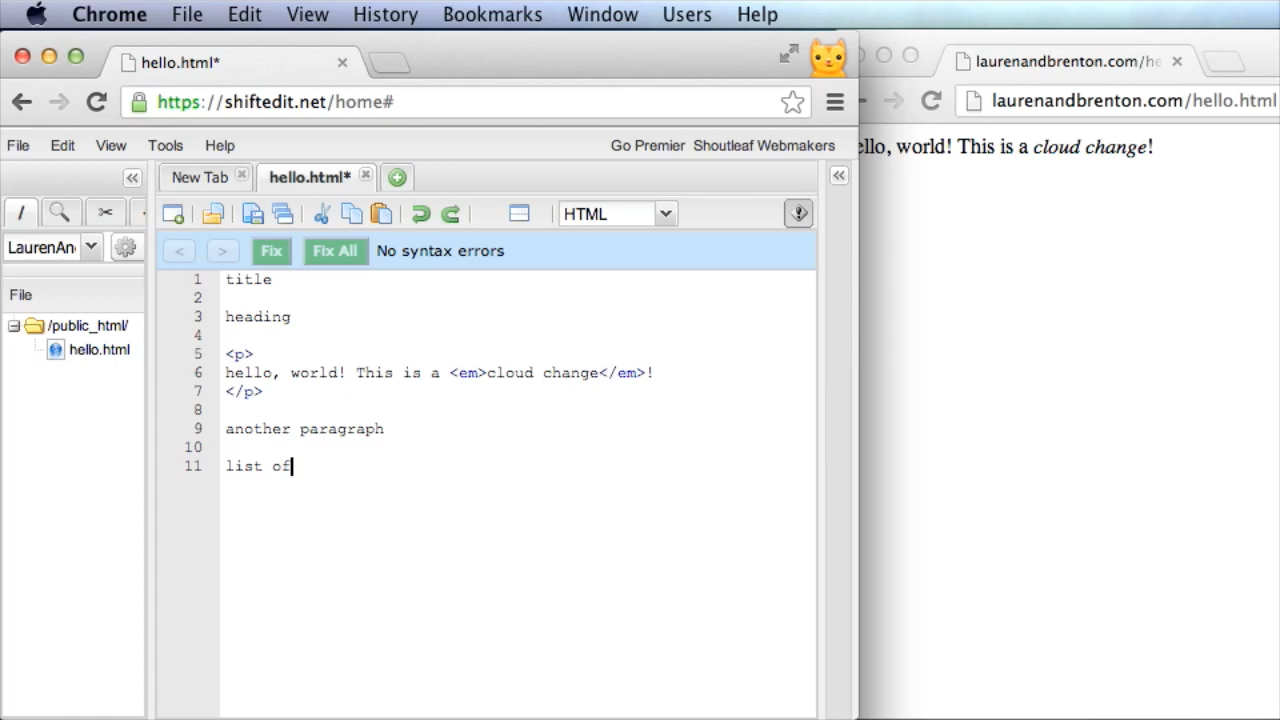 Chrome File Edit View History Bookmarks Window Users Help
hello.html*
https://shiftedit.net/home#
File Edit View Tools Help Go Premier Shoutleaf Webmakers
New Tab hello.html*
/
LaurenAn HTML
< > Fix Fix All No syntax errors
File
/public_html/
hello.html
1 title
2
3 heading
4
5 <p>
6 hello, world! This is a <em>cloud change</em>!
7 </p>
8
9 another paragraph
10
11 list of
laurenandbrenton.com/he
laurenandbrenton.com/hello.html
ello, world! This is a cloud change!